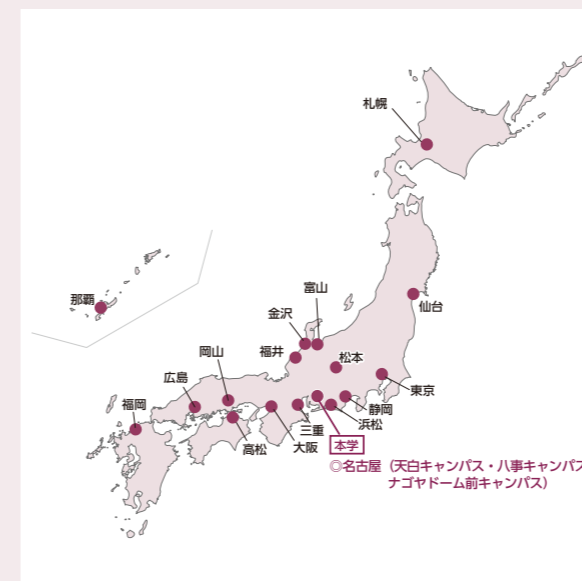 札幌
仙台
富山
金沢
福井
松本
東京
静岡
浜松
三重
大阪
岡山
広島
高松
福岡
那覇
本学
◎名古屋（天白キャンパス・八事キャンパス
ナゴヤドーム前キャンパス）